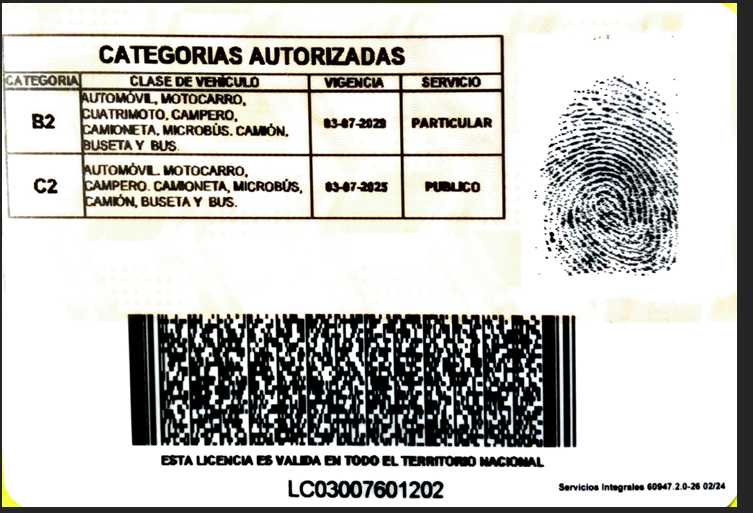 CATEGORIAS AUTORIZADAS
CATEGORIA CLASE DE VEHÍCULO VIGENCIA SERVICIO
B2
AUTOMÓVIL, MOTOCARRO,
CUATRIMOTO, CAMPERO,
CAMIONETA, MICROBÚS. CAMIÓN,
BUSETA Y BUS.
03-07-2029 PARTICULAR
C2
AUTOMÓVIL. MOTOCARRO,
CAMPERO. CAMIONETA, MICROBÚS,
CAMIÓN, BUSETA Y BUS.
03-07-2025 PUBLICO
ESTA LICENCIA ES VALIDA EN TODO EL TERRITORIO NACIONAL
LC03007601202
Servicios Integrales 60947.2.0-26 02/24